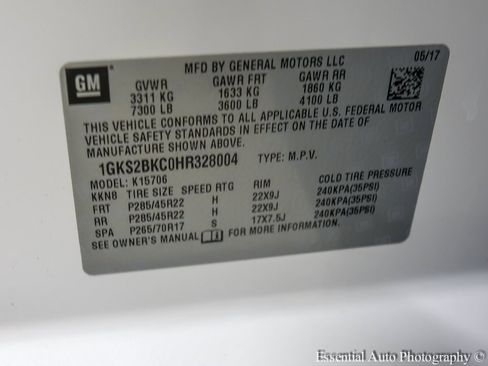 MFD BY GENERAL MOTORS LLC 05/17
GM GVWR GAWR FRT GAWR RR
3311 KG 1633 KG 1860 KG
7300 LB 3600 LB 4100 LB
THIS VEHICLE CONFORMS TO ALL APPLICABLE U.S. FEDERAL MOTOR
VEHICLE SAFETY STANDARDS IN EFFECT ON THE DATE OF
MANUFACTURE SHOWN ABOVE.
1GKS2BKC0HR328004 TYPE: M.P.V.
MODEL: K15706
KKN8 TIRE SIZE SPEED RTG RIM COLD TIRE PRESSURE
FRT P285/45R22 H 22X9J 240KPA(35PSI)
RR P285/45R22 H 22X9J 240KPA(35PSI)
SPA P265/70R17 S 17X7.5J 240KPA(35PSI)
SEE OWNER'S MANUAL FOR MORE INFORMATION.
Essential Auto Photography ©